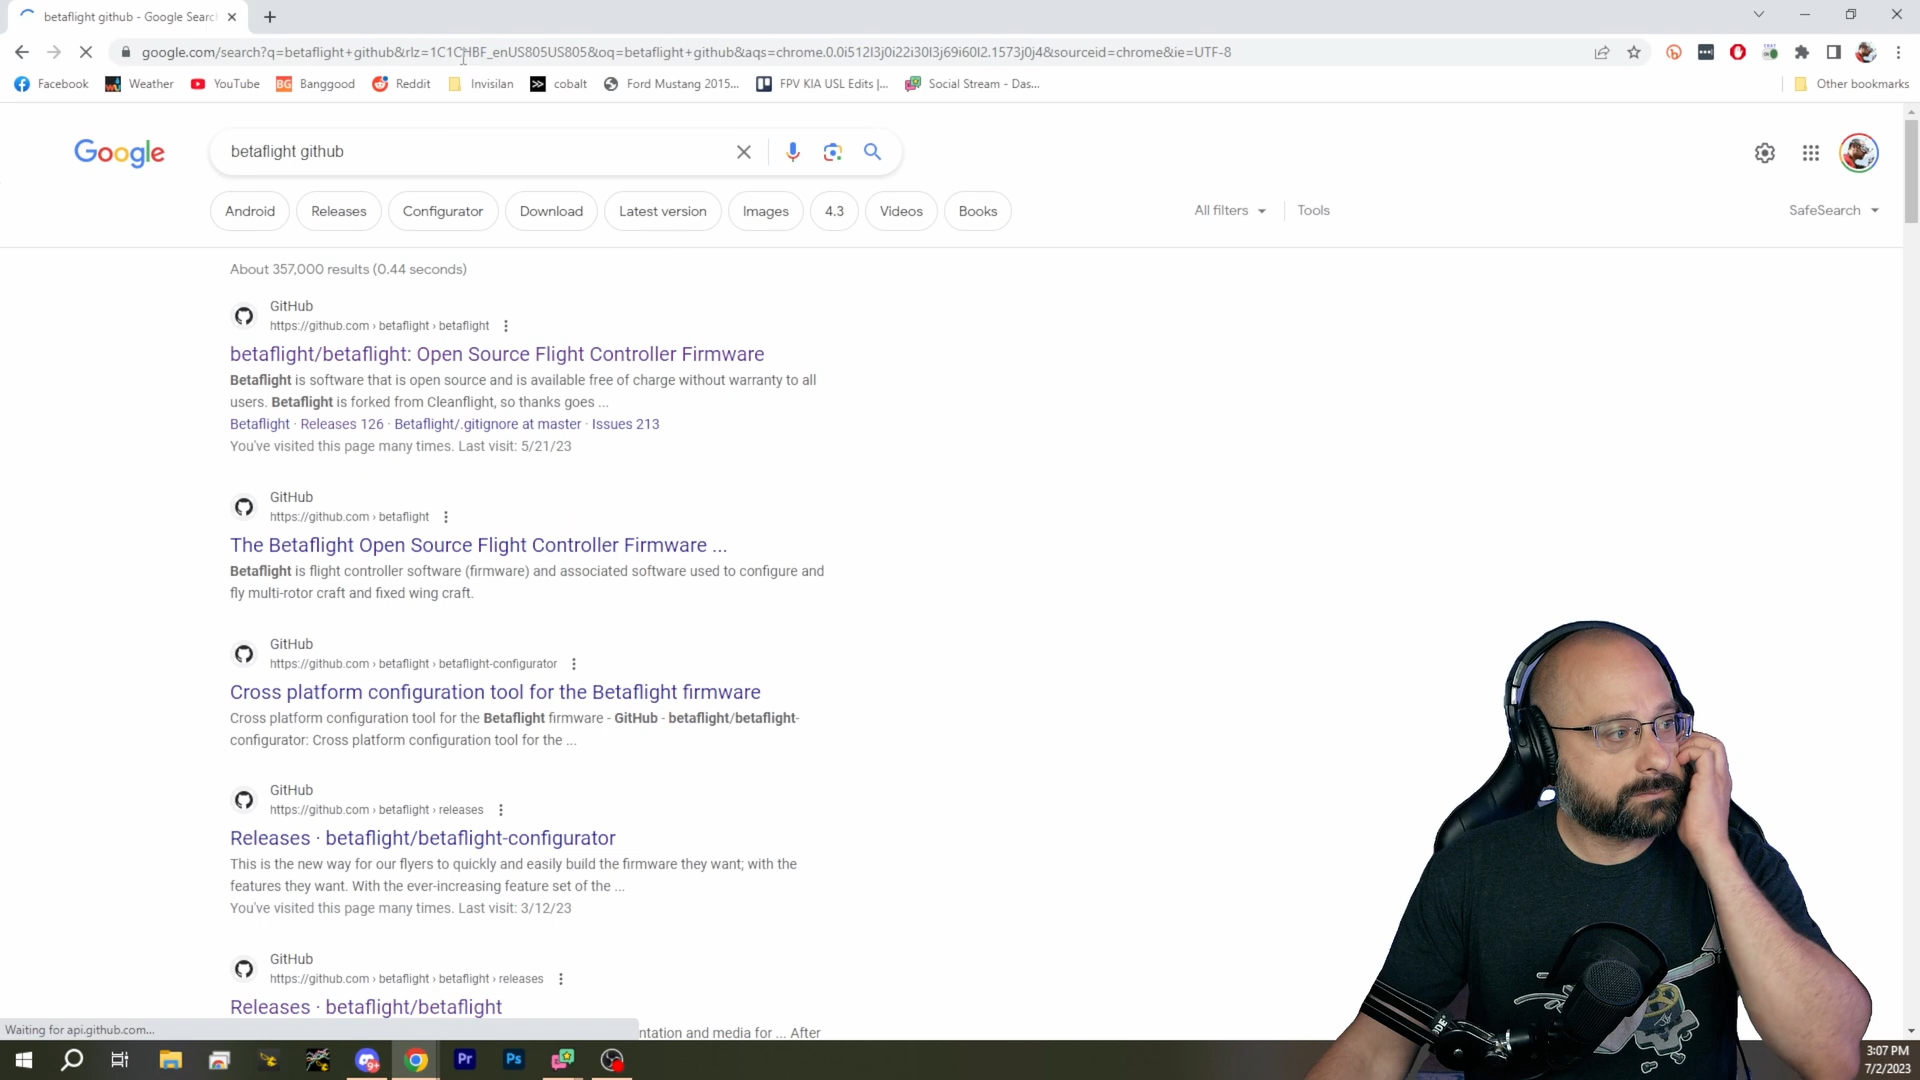 betaflight github - Google Searc
google.com/search?q=betaflight+github&rlz=1C1CHBF_enUS805US805&oq=betaflight+github&aqs=chrome.0.0i512l3j0i22i30l3j69i60l2.1573j0j4&sourceid=chrome&ie=UTF-8
Facebook Weather YouTube BG Banggood Reddit Invisilan cobalt Ford Mustang 2015... FPV KIA USL Edits |... Social Stream - Das... Other bookmarks
Google betaflight github
Android Releases Configurator Download Latest version Images 4.3 Videos Books All filters Tools SafeSearch
About 357,000 results (0.44 seconds)
GitHub
https://github.com › betaflight › betaflight
betaflight/betaflight: Open Source Flight Controller Firmware
Betaflight is software that is open source and is available free of charge without warranty to all
users. Betaflight is forked from Cleanflight, so thanks goes ...
Betaflight · Releases 126 · Betaflight/.gitignore at master · Issues 213
You've visited this page many times. Last visit: 5/21/23
GitHub
https://github.com › betaflight
The Betaflight Open Source Flight Controller Firmware ...
Betaflight is flight controller software (firmware) and associated software used to configure and
fly multi-rotor craft and fixed wing craft.
GitHub
https://github.com › betaflight › betaflight-configurator
Cross platform configuration tool for the Betaflight firmware
Cross platform configuration tool for the Betaflight firmware - GitHub - betaflight/betaflight-
configurator: Cross platform configuration tool for the ...
GitHub
https://github.com › betaflight › releases
Releases · betaflight/betaflight-configurator
This is the new way for our flyers to quickly and easily build the firmware they want; with the
features they want. With the ever-increasing feature set of the ...
You've visited this page many times. Last visit: 3/12/23
GitHub
https://github.com › betaflight › betaflight › releases
Releases · betaflight/betaflight
Waiting for api.github.com... ntation and media for ... After
9+ Pr Ps
3:07 PM
7/2/2023